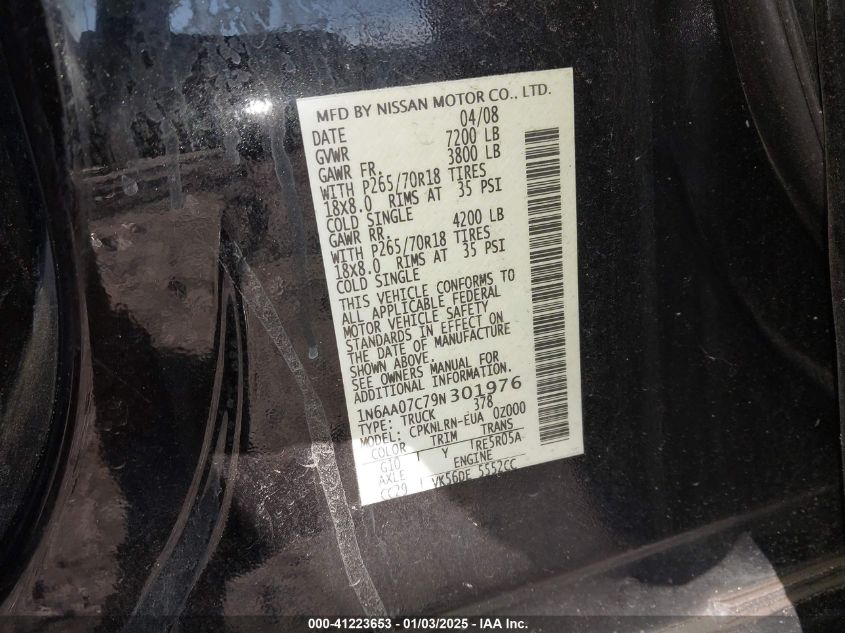 MFD BY NISSAN MOTOR CO., LTD.
DATE 04/08
GVWR 7200 LB
GAWR FR. 3800 LB
WITH P265/70R18 TIRES
18X8.0 RIMS AT 35 PSI
COLD SINGLE
GAWR RR. 4200 LB
WITH P265/70R18 TIRES
18X8.0 RIMS AT 35 PSI
COLD SINGLE
THIS VEHICLE CONFORMS TO
ALL APPLICABLE FEDERAL
MOTOR VEHICLE SAFETY
STANDARDS IN EFFECT ON
THE DATE OF MANUFACTURE
SHOWN ABOVE.
SEE OWNERS MANUAL FOR
ADDITIONAL INFORMATION.
1N6AA07C79N301976
TYPE: TRUCK 378
MODEL: CPKNLRN-EUA 0Z000
COLOR TRIM TRANS
G10 Y TRE5R05A
AXLE ENGINE
CC29 VK56DE 5552CC
000-41223653 — 01/03/2025 — IAA Inc.